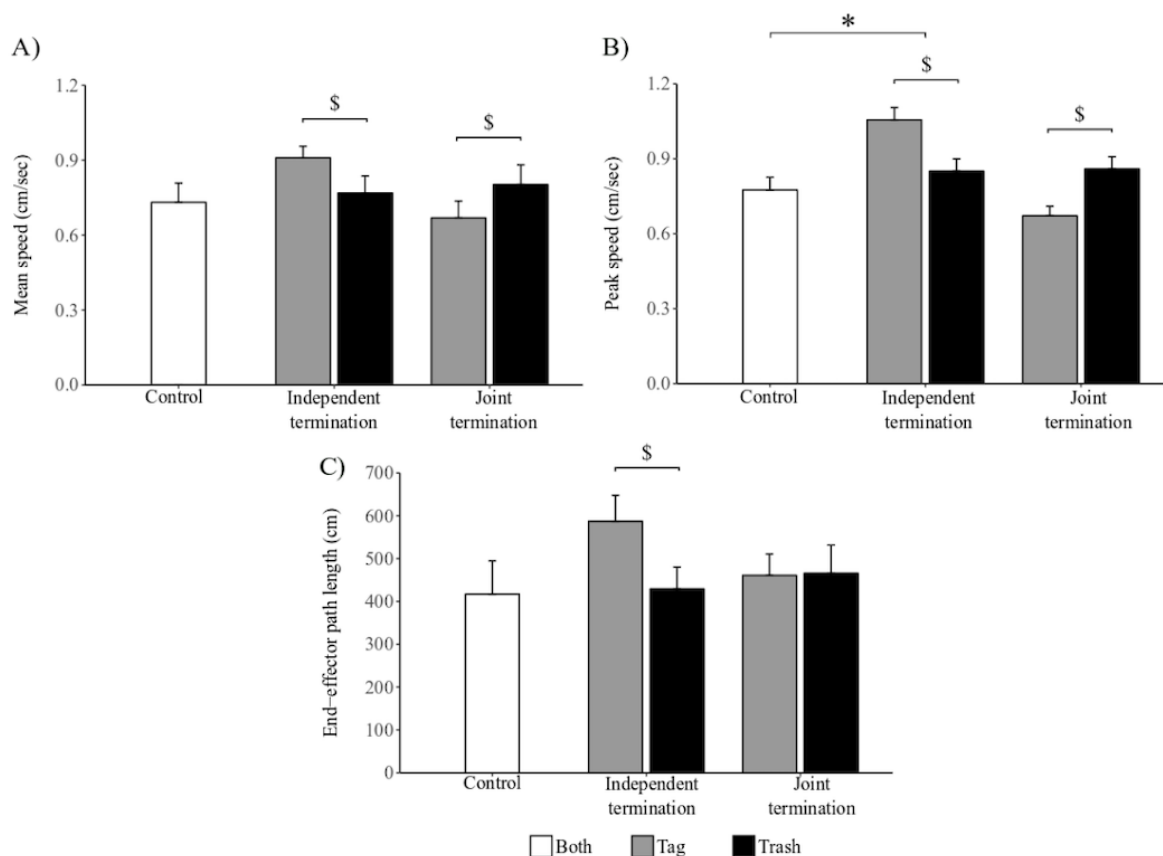 A)
$
$
Mean speed (cm/sec)
1.2
0.9
0.6
0.3
0.0
Control
Independent
termination
Joint
termination
B)
*
$
$
Peak speed (cm/sec)
1.2
0.9
0.6
0.3
0.0
Control
Independent
termination
Joint
termination
C)
$
End-effector path length (cm)
700
600
500
400
300
200
100
0
Control
Independent
termination
Joint
termination
Both Tag Trash